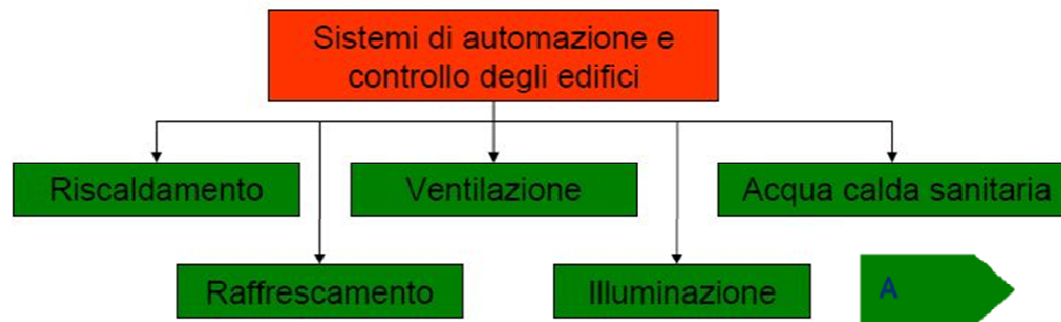 Sistemi di automazione e
controllo degli edifici
Riscaldamento
Ventilazione
Acqua calda sanitaria
Raffrescamento
Illuminazione
A